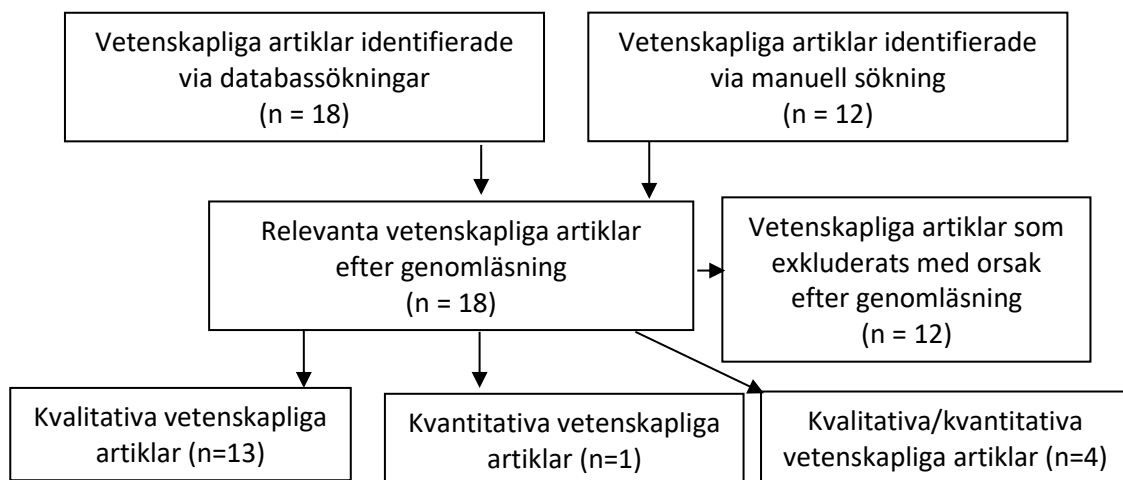 Vetenskapliga artiklar identifierade
via databassökningar
(n = 18)
Vetenskapliga artiklar identifierade
via manuell sökning
(n = 12)
Relevanta vetenskapliga artiklar
efter genomläsning
(n = 18)
Vetenskapliga artiklar som
exkluderats med orsak
efter genomläsning
(n = 12)
Kvalitativa vetenskapliga
artiklar (n=13)
Kvantitativa vetenskapliga
artiklar (n=1)
Kvalitativa/kvantitativa
vetenskapliga artiklar (n=4)